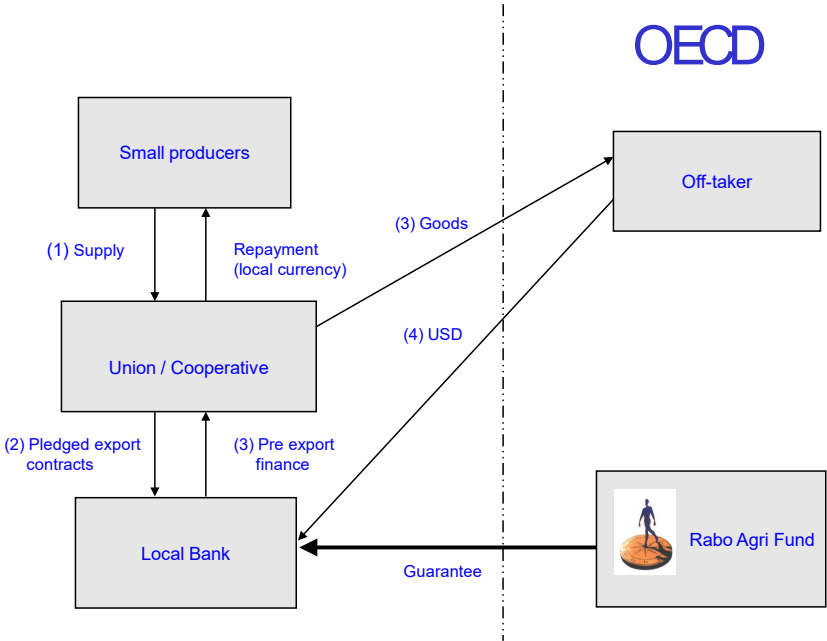 OECD
Small producers
Off-taker
(3) Goods
(1) Supply
Repayment
(local currency)
(4) USD
Union / Cooperative
(2) Pledged export
contracts
(3) Pre export
finance
Local Bank
Rabo Agri Fund
Guarantee